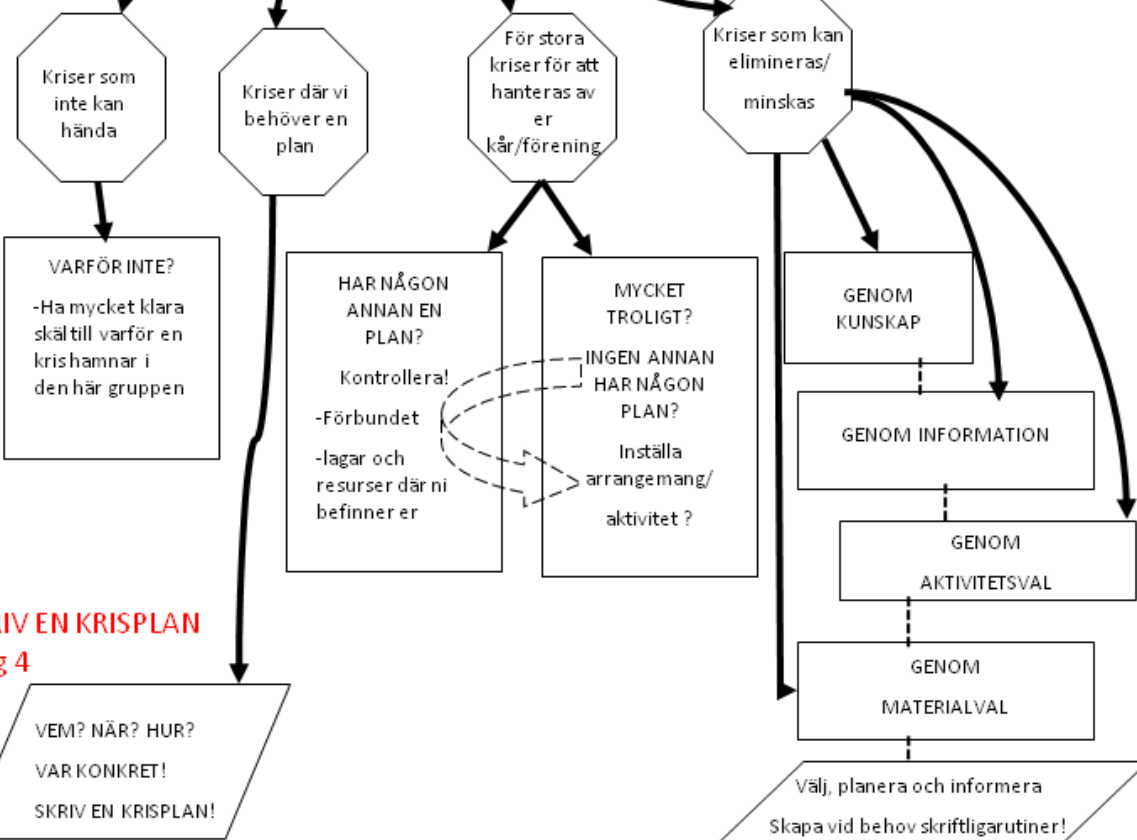 Kriser som
inte kan
hända
Kriser där vi
behöver en
plan
För stora
kriser för att
hanteras av
er
kår/förening
Kriser som kan
elimineras/
minskas
VARFÖR INTE?
-Ha mycket klara
skäl till varför en
kris hamnar i
den här gruppen
HAR NÅGON
ANNAN EN
PLAN?
Kontrollera!
-Förbundet
-lagar och
resurser där ni
befinner er
MYCKET
TROLIGT?
INGEN ANNAN
HAR NÅGON
PLAN?
Inställa
arrangemang/
aktivitet ?
GENOM
KUNSKAP
GENOM INFORMATION
GENOM
AKTIVITETSVAL
GENOM
MATERIALVAL
IV EN KRISPLAN
g 4
VEM? NÄR? HUR?
VAR KONKRET!
SKRIV EN KRISPLAN!
Välj, planera och informera
Skapa vid behov skriftligarutiner!